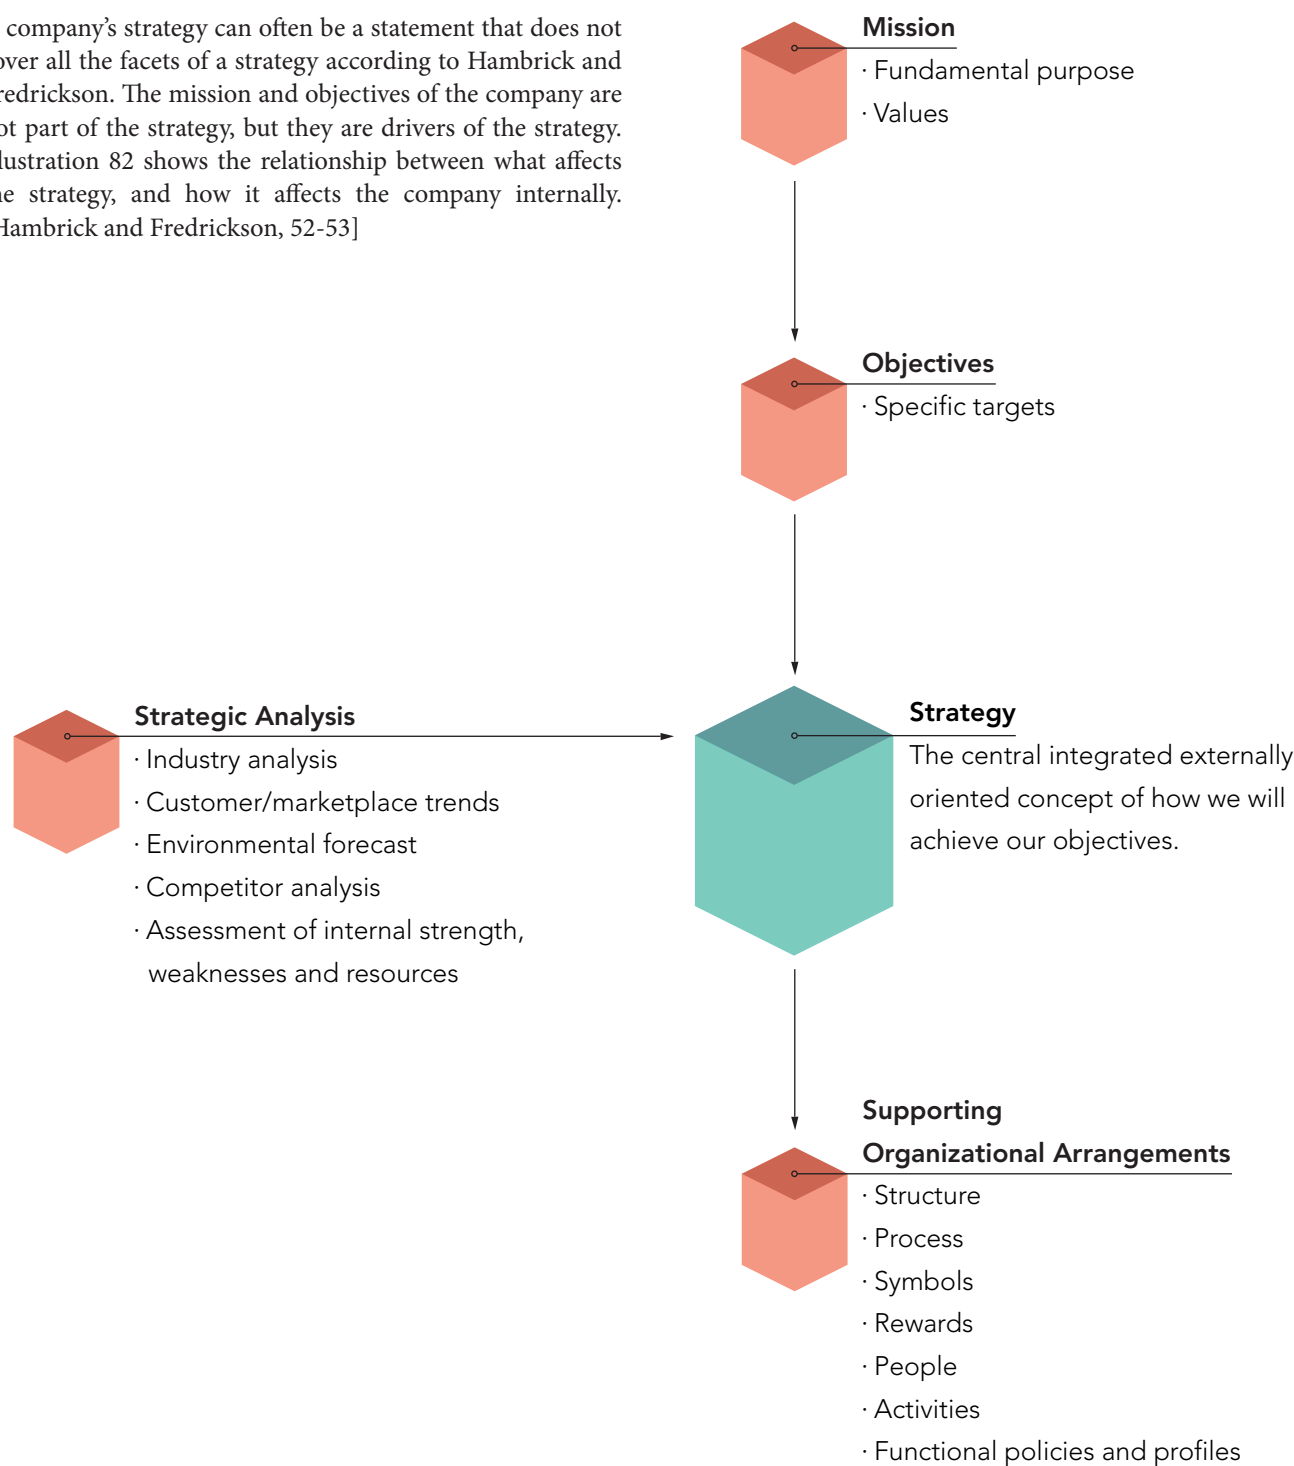 company’s strategy can often be a statement that does not
over all the facets of a strategy according to Hambrick and
redrickson. The mission and objectives of the company are
ot part of the strategy, but they are drivers of the strategy.
lustration 82 shows the relationship between what affects
he strategy, and how it affects the company internally.
Hambrick and Fredrickson, 52-53]
Mission
· Fundamental purpose
· Values
Objectives
· Specific targets
Strategic Analysis
· Industry analysis
· Customer/marketplace trends
· Environmental forecast
· Competitor analysis
· Assessment of internal strength,
weaknesses and resources
Strategy
The central integrated externally
oriented concept of how we will
achieve our objectives.
Supporting
Organizational Arrangements
· Structure
· Process
· Symbols
· Rewards
· People
· Activities
· Functional policies and profiles